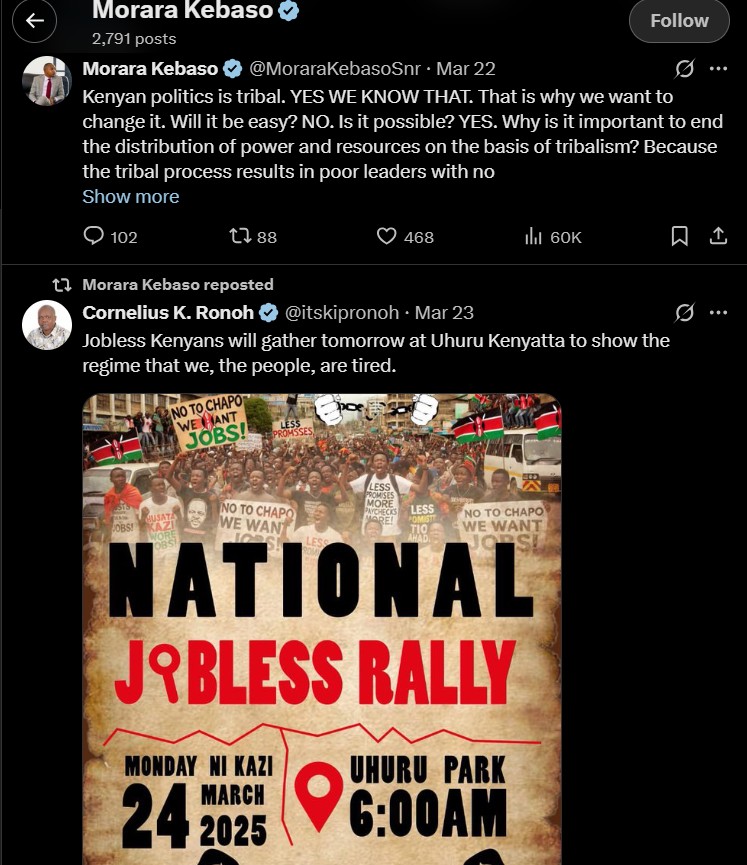 Morara Kebaso
2,791 posts
Follow
Morara Kebaso @MoraraKebasoSnr · Mar 22
Kenyan politics is tribal. YES WE KNOW THAT. That is why we want to
change it. Will it be easy? NO. Is it possible? YES. Why is it important to end
the distribution of power and resources on the basis of tribalism? Because
the tribal process results in poor leaders with no
Show more
102 88 468 60K
Morara Kebaso reposted
Cornelius K. Ronoh @itskipronoh · Mar 23
Jobless Kenyans will gather tomorrow at Uhuru Kenyatta to show the
regime that we, the people, are tired.
NO TO CHAPO
WE WANT
JOBS!
LESS
PROMISSES
LESS
PROMISES
MORE
PAYCHECKS
MORE!
NO TO CHAPO
WE WANT
JOBS!
LESS
NO TO CHAPO
WE WANT
JOBS!
NATIONAL
JOBLESS RALLY
MONDAY NI KAZI
24 MARCH
2025
UHURU PARK
6:00AM